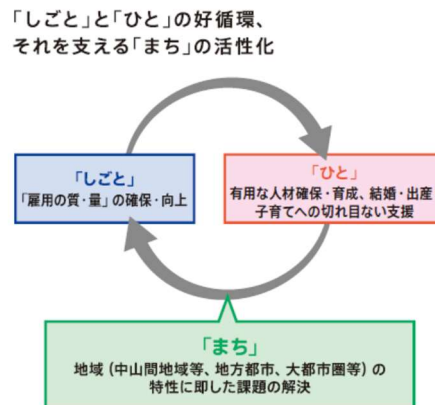 「しごと」と「ひと」の好循環、
それを支える「まち」の活性化
「しごと」
「雇用の質・量」の確保・向上
「ひと」
有用な人材確保・育成、結婚・出産
子育てへの切れ目ない支援
「まち」
地域(中山間地域等、地方都市、大都市圏等)の
特性に即した課題の解決